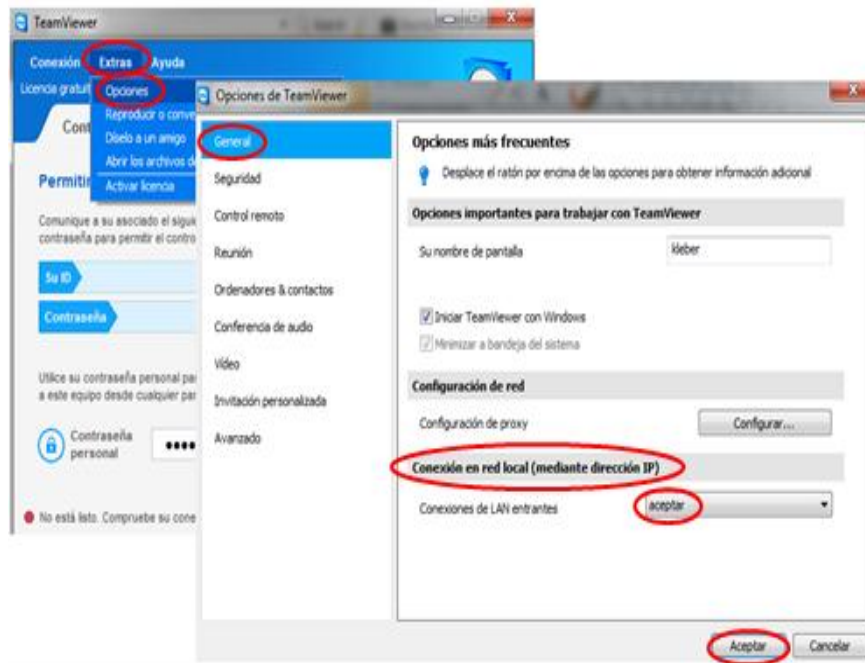 TeamViewer
Conexión Extras Ayuda
Licencia gratuit
Opciones
Reproducir o conve
Díselo a un amigo
Abrir los archivos de
Activar licencia
Cont
Permitir
Comunique a su asociado el siguie
contraseña para permitir el contro
Su ID
Contraseña
Utilice su contraseña personal par
a este equipo desde cualquier par
Contraseña
personal
No está listo. Compruebe su cone
Opciones de TeamViewer
General
Seguridad
Control remoto
Reunión
Ordenadores & contactos
Conferencia de audio
Vídeo
Invitación personalizada
Avanzado
Opciones más frecuentes
Desplace el ratón por encima de las opciones para obtener información adicional
Opciones importantes para trabajar con TeamViewer
Su nombre de pantalla kleber
Iniciar TeamViewer con Windows
Minimizar a bandeja del sistema
Configuración de red
Configuración de proxy Configurar...
Conexión en red local (mediante dirección IP)
Conexiones de LAN entrantes aceptar
Aceptar Cancelar